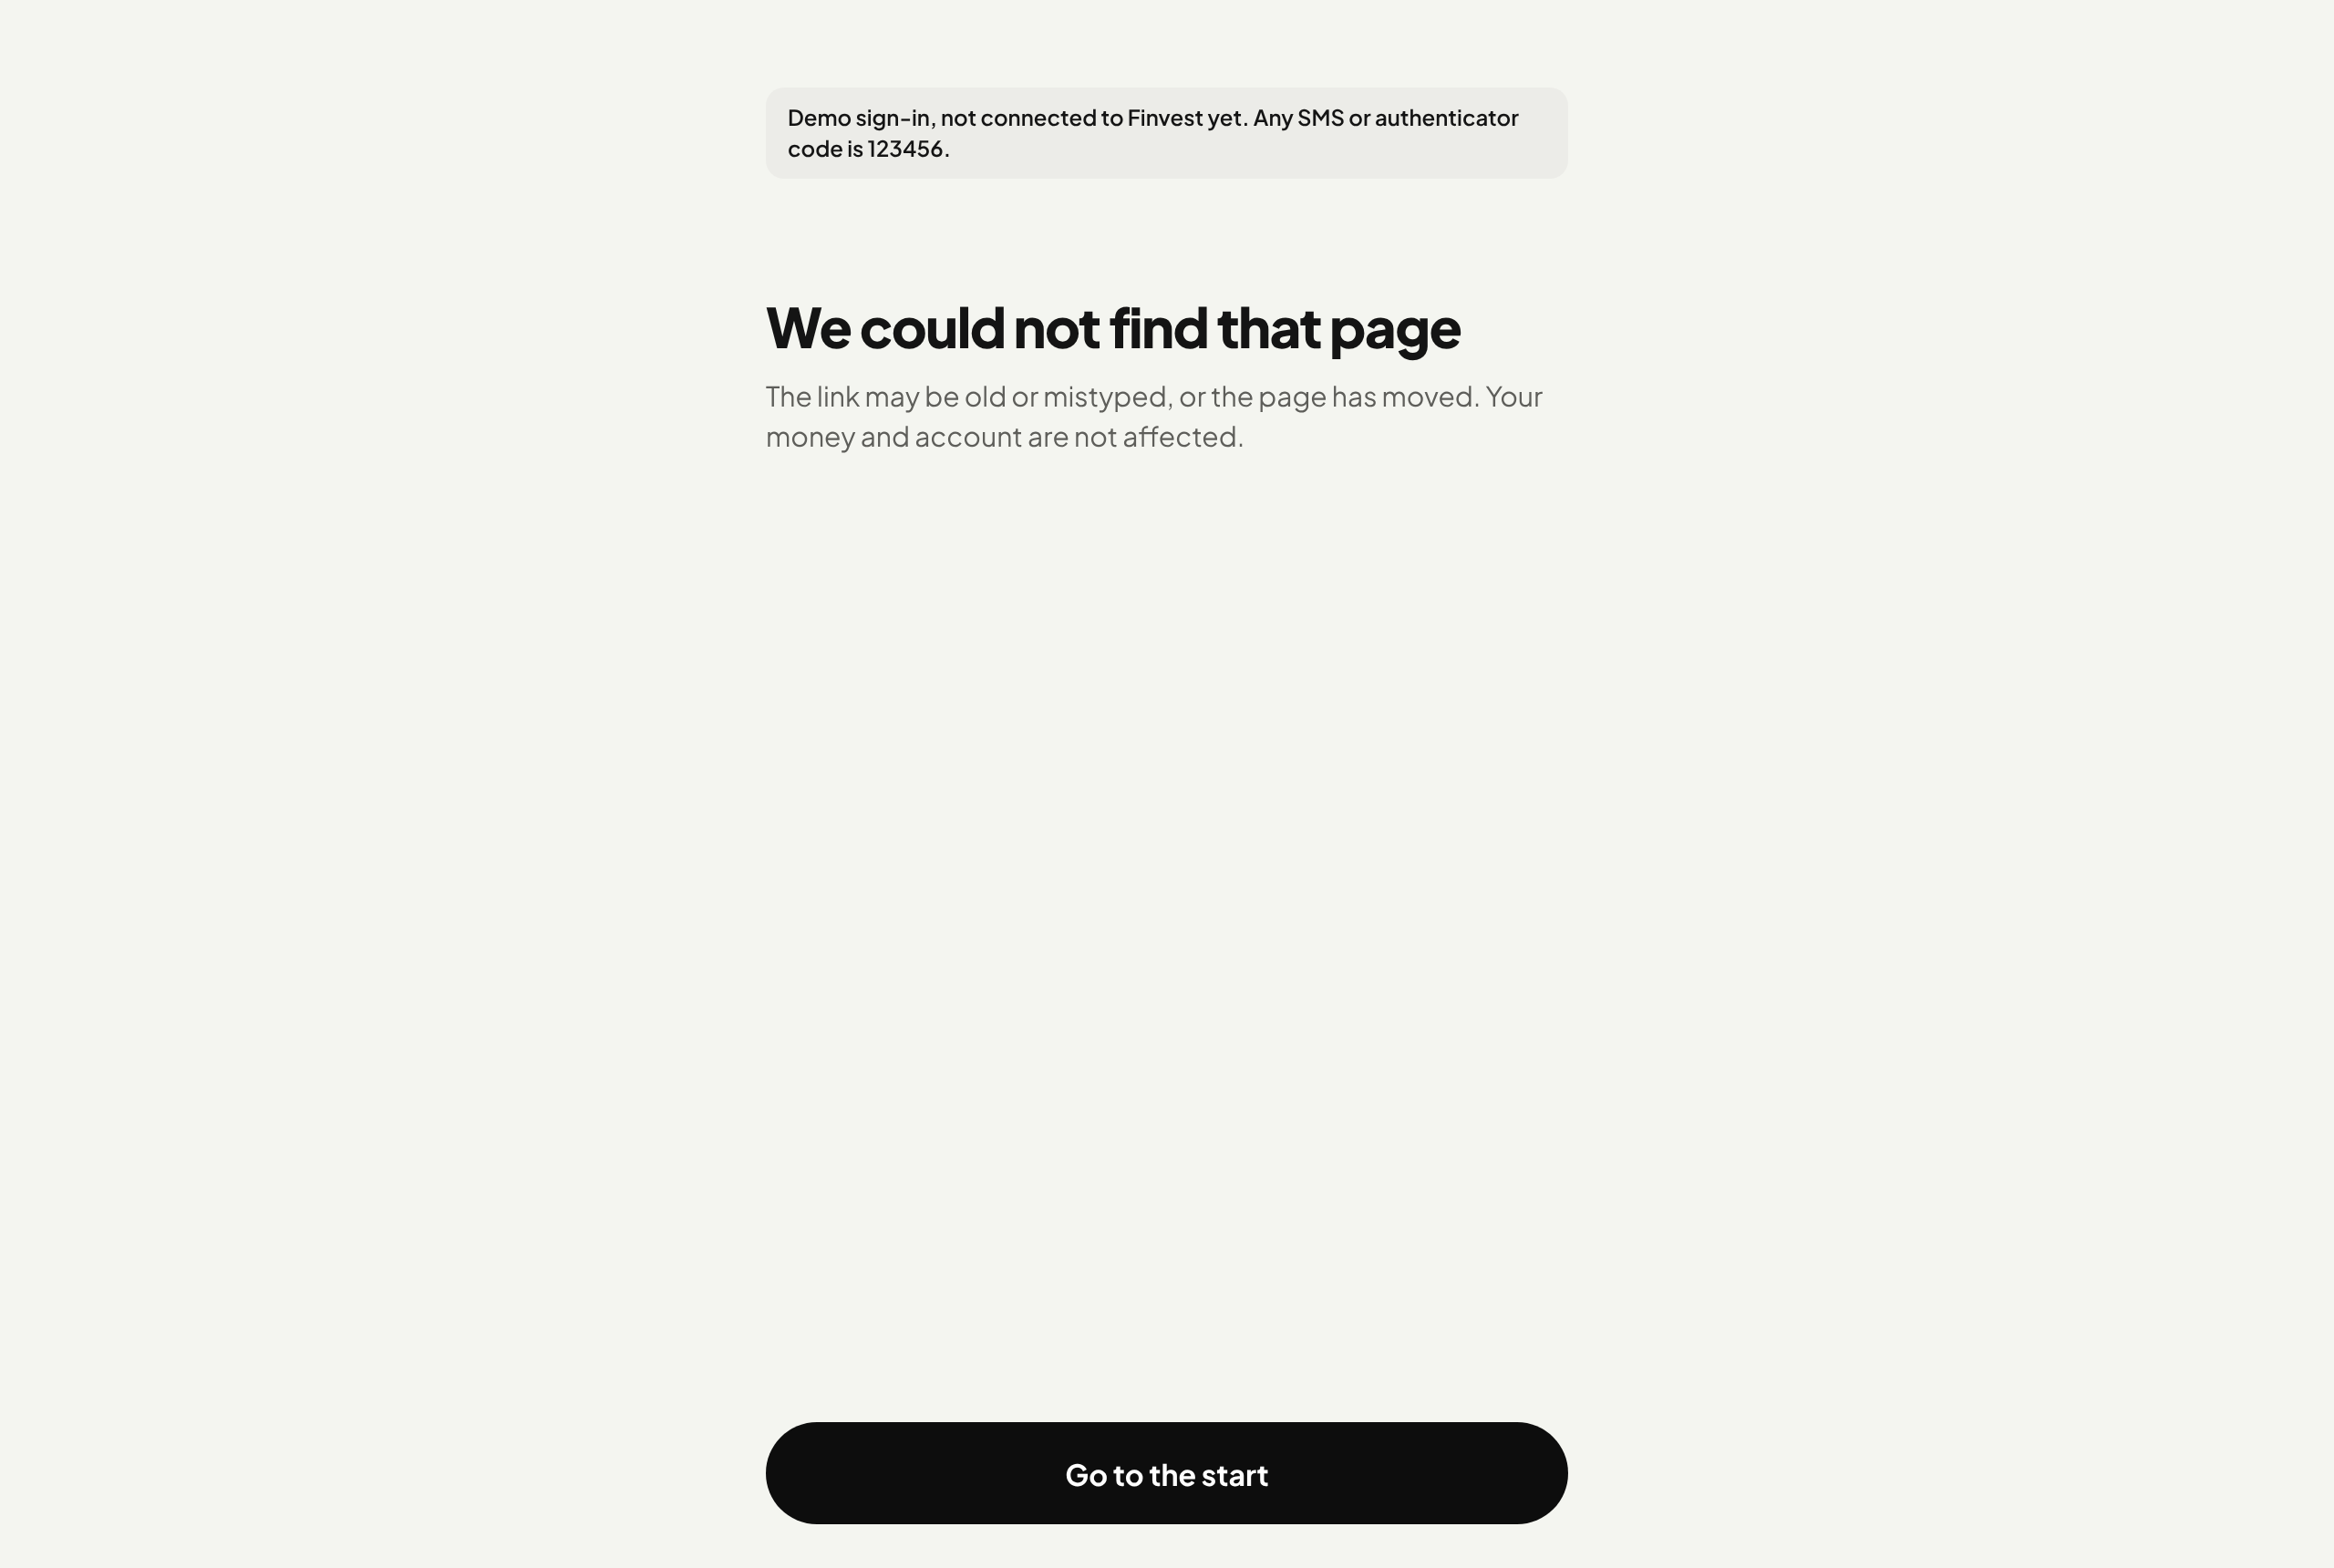 Demo sign-in, not connected to Finvest yet. Any SMS or authenticator
code is 123456.
We could not find that page
The link may be old or mistyped, or the page has moved. Your
money and account are not affected.
Go to the start